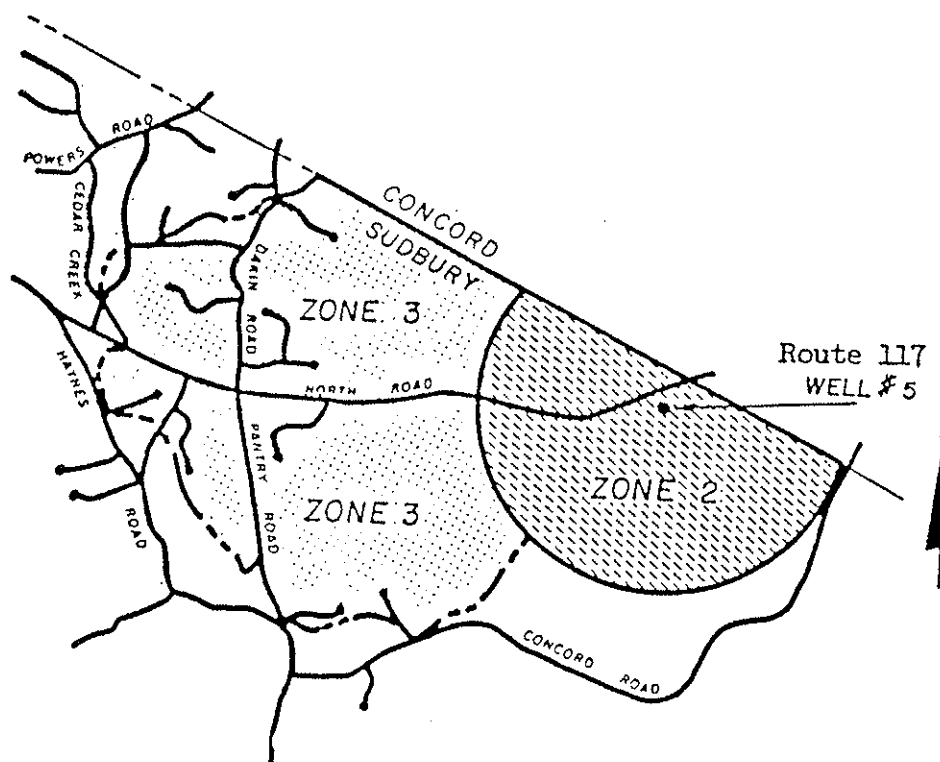 POWERS ROAD
CEDAR CREEK
CONCORD
SUDBURY
DAKIN ROAD
ZONE 3
Route 117
WELL # 5
HAYNES ROAD
NORTH ROAD
PANTRY ROAD
ZONE 2
ZONE 3
CONCORD ROAD